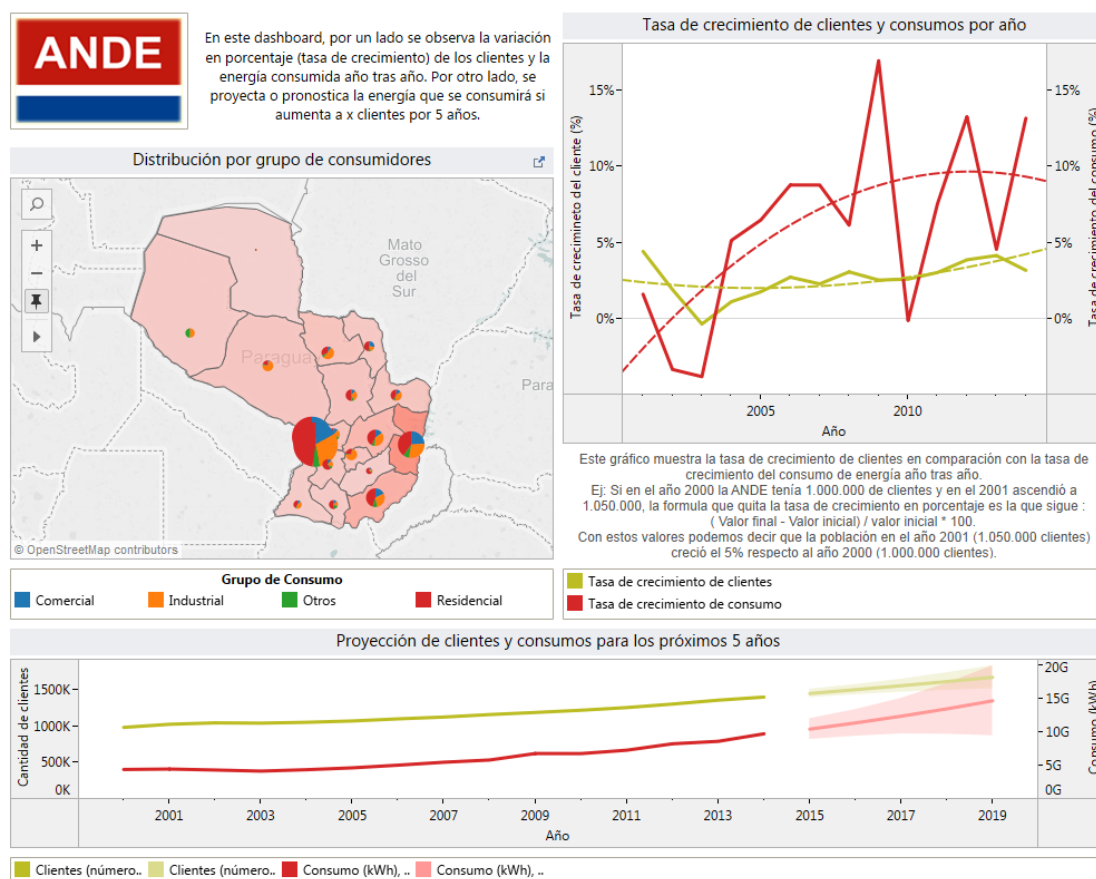 ANDE
En este dashboard, por un lado se observa la variación
en porcentaje (tasa de crecimiento) de los clientes y la
energía consumida año tras año. Por otro lado, se
proyecta o pronostica la energía que se consumirá si
aumenta a x clientes por 5 años.
Distribución por grupo de consumidores
Mato
Grosso
do
Sul
Paragua
Para
© OpenStreetMap contributors
Grupo de Consumo
Comercial
Industrial
Otros
Residencial
Tasa de crecimiento de clientes y consumos por año
Tasa de creciminetο del cliente (%)
15%
10%
5%
0%
15%
10%
5%
0%
Tasa de crecimiento del consumo (%)
2005
2010
Año
Este gráfico muestra la tasa de crecimiento de clientes en comparación con la tasa de
crecimiento del consumo de energía año tras año.
Ej: Si en el año 2000 la ANDE tenía 1.000.000 de clientes y en el 2001 ascendió a
1.050.000, la formula que quita la tasa de crecimiento en porcentaje es la que sigue :
( Valor final - Valor inicial) / valor inicial * 100.
Con estos valores podemos decir que la población en el año 2001 (1.050.000 clientes)
creció el 5% respecto al año 2000 (1.000.000 clientes).
Tasa de crecimiento de clientes
Tasa de crecimiento de consumo
Proyección de clientes y consumos para los próximos 5 años
Cantidad de clientes
1500K
1000K
500K
0K
20G
15G
10G
5G
0G
Consumo (kWh)
2001
2003
2005
2007
2009
2011
2013
2015
2017
2019
Año
Clientes (número..
Clientes (número..
Consumo (kWh), ..
Consumo (kWh), ..